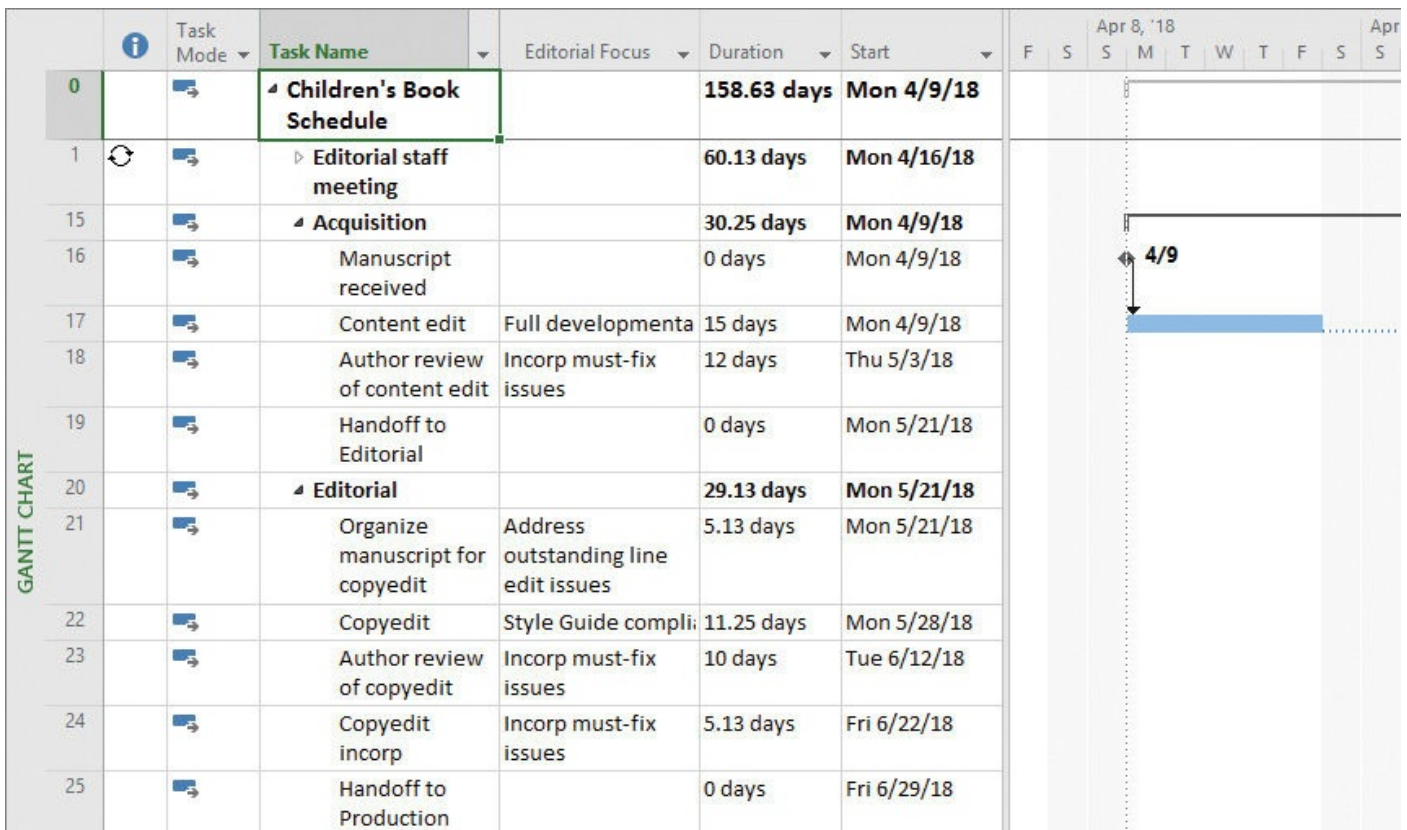 Task
Mode
Task Name
Editorial Focus
Duration
Start
Apr 8, '18
Apr
F S S M T W T F S S
0 Children's Book 158.63 days Mon 4/9/18
Schedule
1 Editorial staff 60.13 days Mon 4/16/18
meeting
15 Acquisition 30.25 days Mon 4/9/18
16 Manuscript 0 days Mon 4/9/18 4/9
received
17 Content edit Full developmenta 15 days Mon 4/9/18
18 Author review Incorp must-fix 12 days Thu 5/3/18
of content edit issues
19 Handoff to 0 days Mon 5/21/18
Editorial
20 Editorial 29.13 days Mon 5/21/18
21 Organize Address 5.13 days Mon 5/21/18
manuscript for outstanding line
copyedit edit issues
22 Copyedit Style Guide compli 11.25 days Mon 5/28/18
23 Author review Incorp must-fix 10 days Tue 6/12/18
of copyedit issues
24 Copyedit Incorp must-fix 5.13 days Fri 6/22/18
incorp issues
25 Handoff to 0 days Fri 6/29/18
Production
GANTT CHART